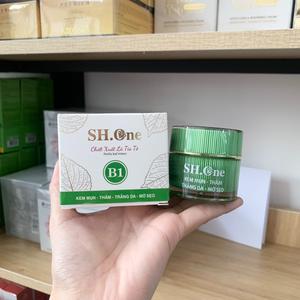 SH.One
Chiết Xuất Lá Tía Tô
B1
KEM MỤN - THÂM - TRẮNG DA - MỜ SẸO
SH.One
KEM MỤN - THÂM
TRẮNG DA - MỜ SẸO